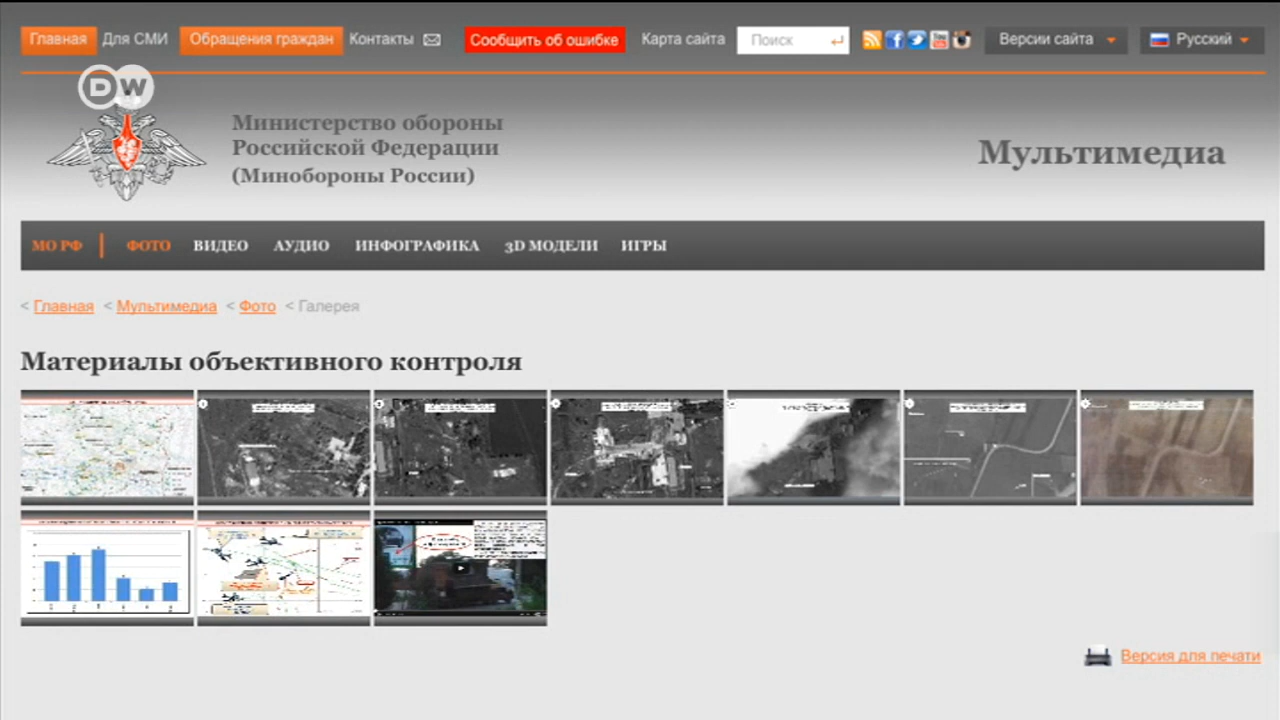 Главная Для СМИ Обращения граждан Контакты Сообщить об ошибке Карта сайта Поиск Версии сайта Русский
DW
Министерство обороны
Российской Федерации
(Минобороны России)
Мультимедиа
МО РФ ФОТО ВИДЕО АУДИО ИНФОГРАФИКА 3D МОДЕЛИ ИГРЫ
< Главная < Мультимедиа < Фото < Галерея
Материалы объективного контроля
Версия для печати